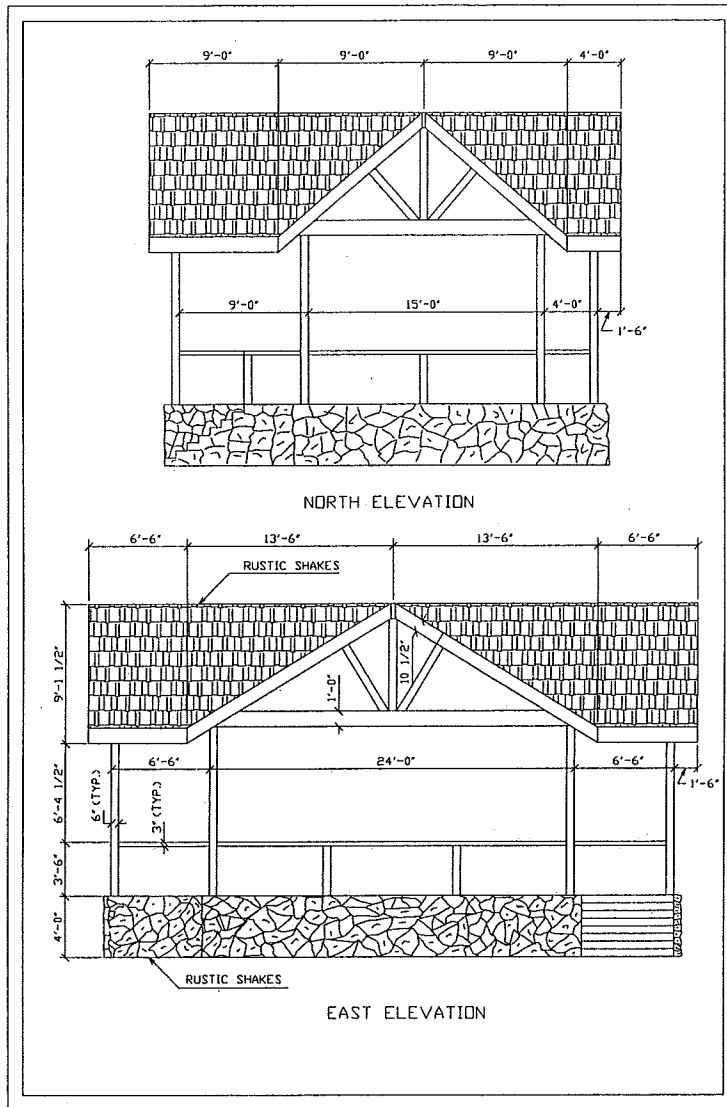 9'-0" 9'-0" 9'-0" 4'-0"
9'-0" 15'-0" 4'-0"
1'-6"
NORTH ELEVATION
6'-6" 13'-6" 13'-6" 6'-6"
RUSTIC SHAKES
9'-1 1/2"
10 1/2"
1'-0"
6'-6" 24'-0" 6'-6"
1'-6"
6'-4 1/2"
6" (TYP.)
3" (TYP.)
3'-6"
4'-0"
RUSTIC SHAKES
EAST ELEVATION